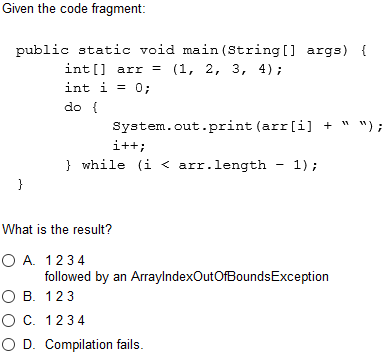 Given the code fragment:
public static void main(String[] args) {
int[] arr = (1, 2, 3, 4);
int i = 0;
do {
System.out.print(arr[i] + " ");
i++;
} while (i < arr.length - 1);
}
What is the result?
A. 1 2 3 4
followed by an ArrayIndexOutOfBoundsException
B. 1 2 3
C. 1 2 3 4
D. Compilation fails.